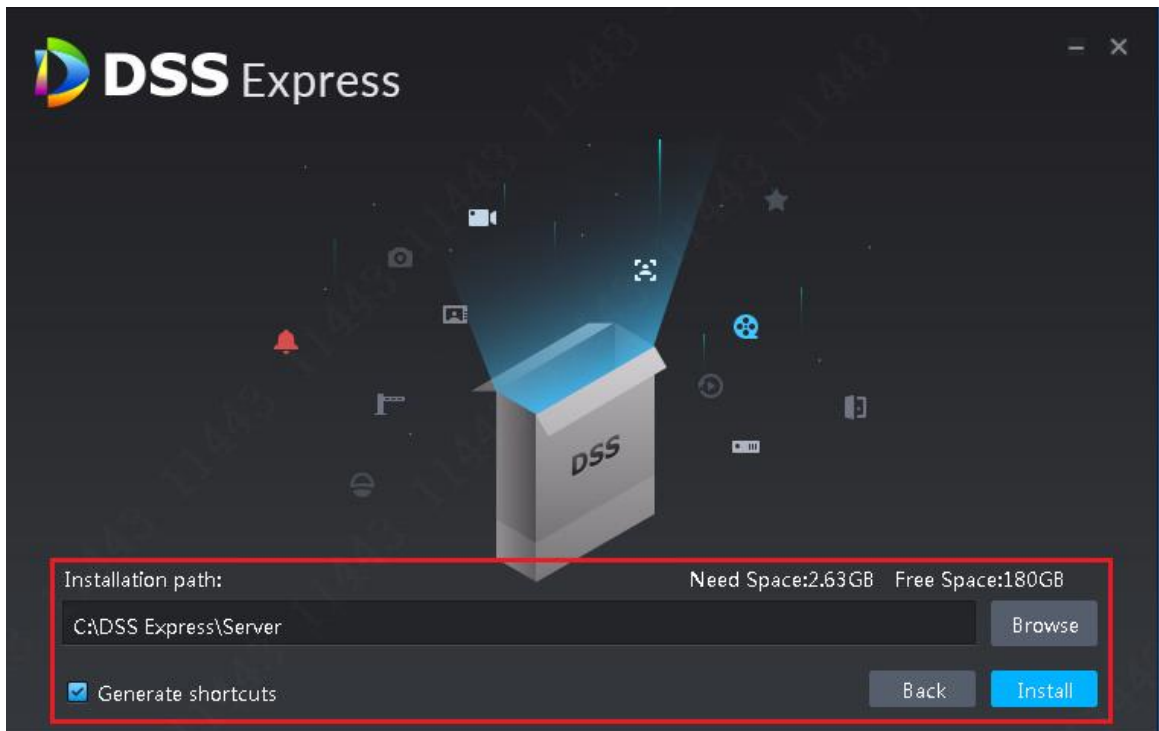 DSS Express
DSS
Installation path: Need Space:2.63GB Free Space:180GB
C:\DSS Express\Server Browse
Generate shortcuts Back Install